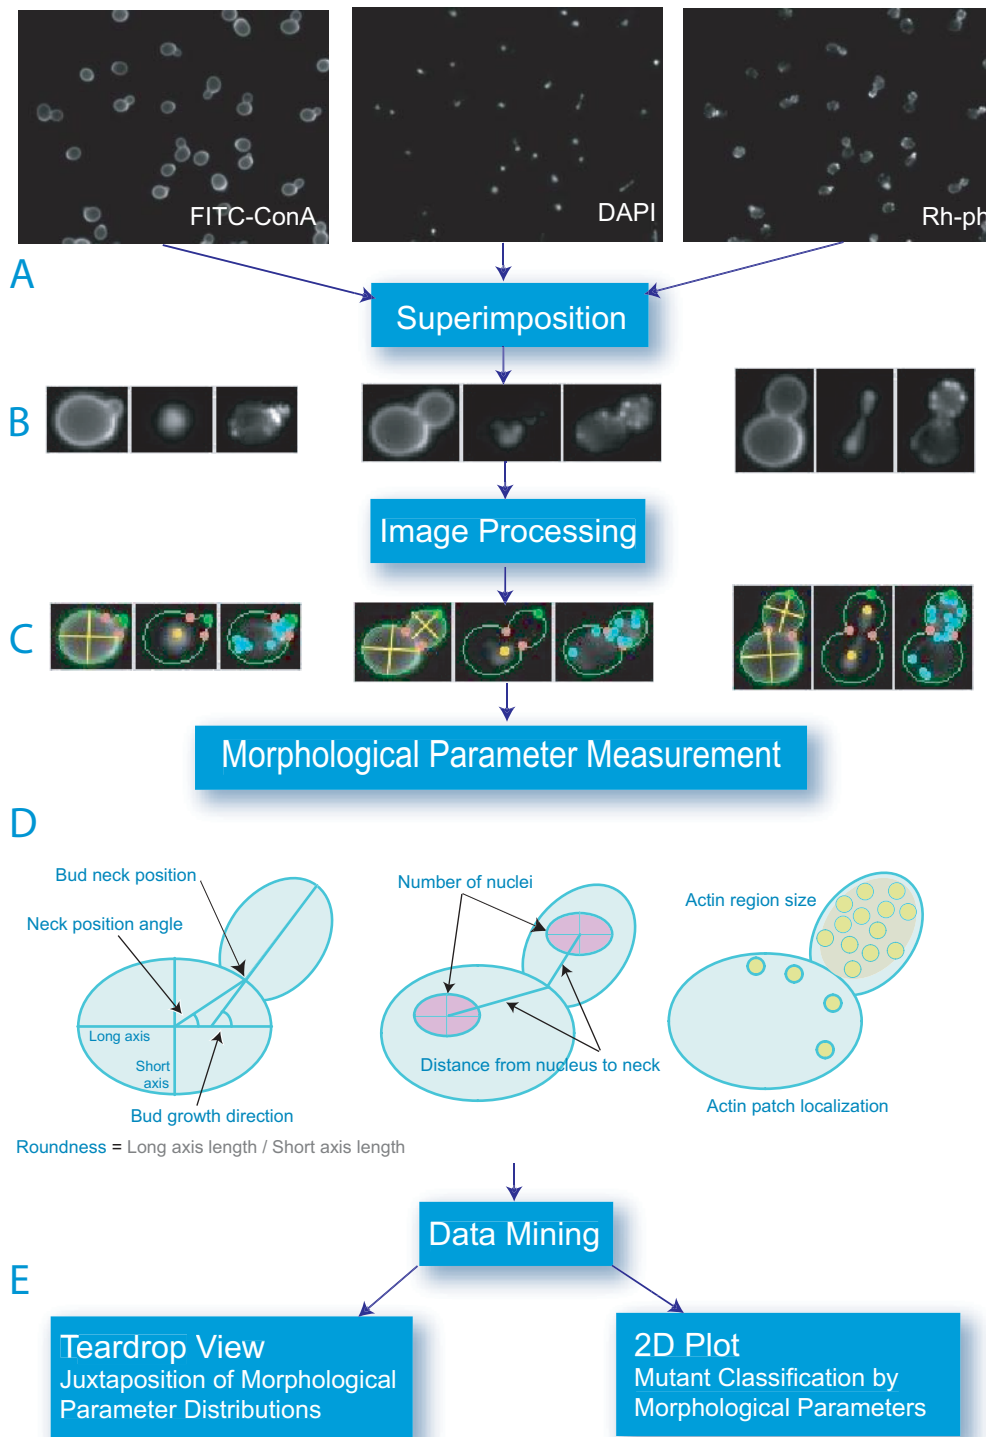 FITC-ConA
DAPI
Rh-ph
A
Superimposition
B
Image Processing
C
Morphological Parameter Measurement
D
Bud neck position
Neck position angle
Long axis
Short
axis
Bud growth direction
Roundness = Long axis length / Short axis length
Number of nuclei
Distance from nucleus to neck
Actin region size
Actin patch localization
Data Mining
E
Teardrop View
Juxtaposition of Morphological
Parameter Distributions
2D Plot
Mutant Classification by
Morphological Parameters